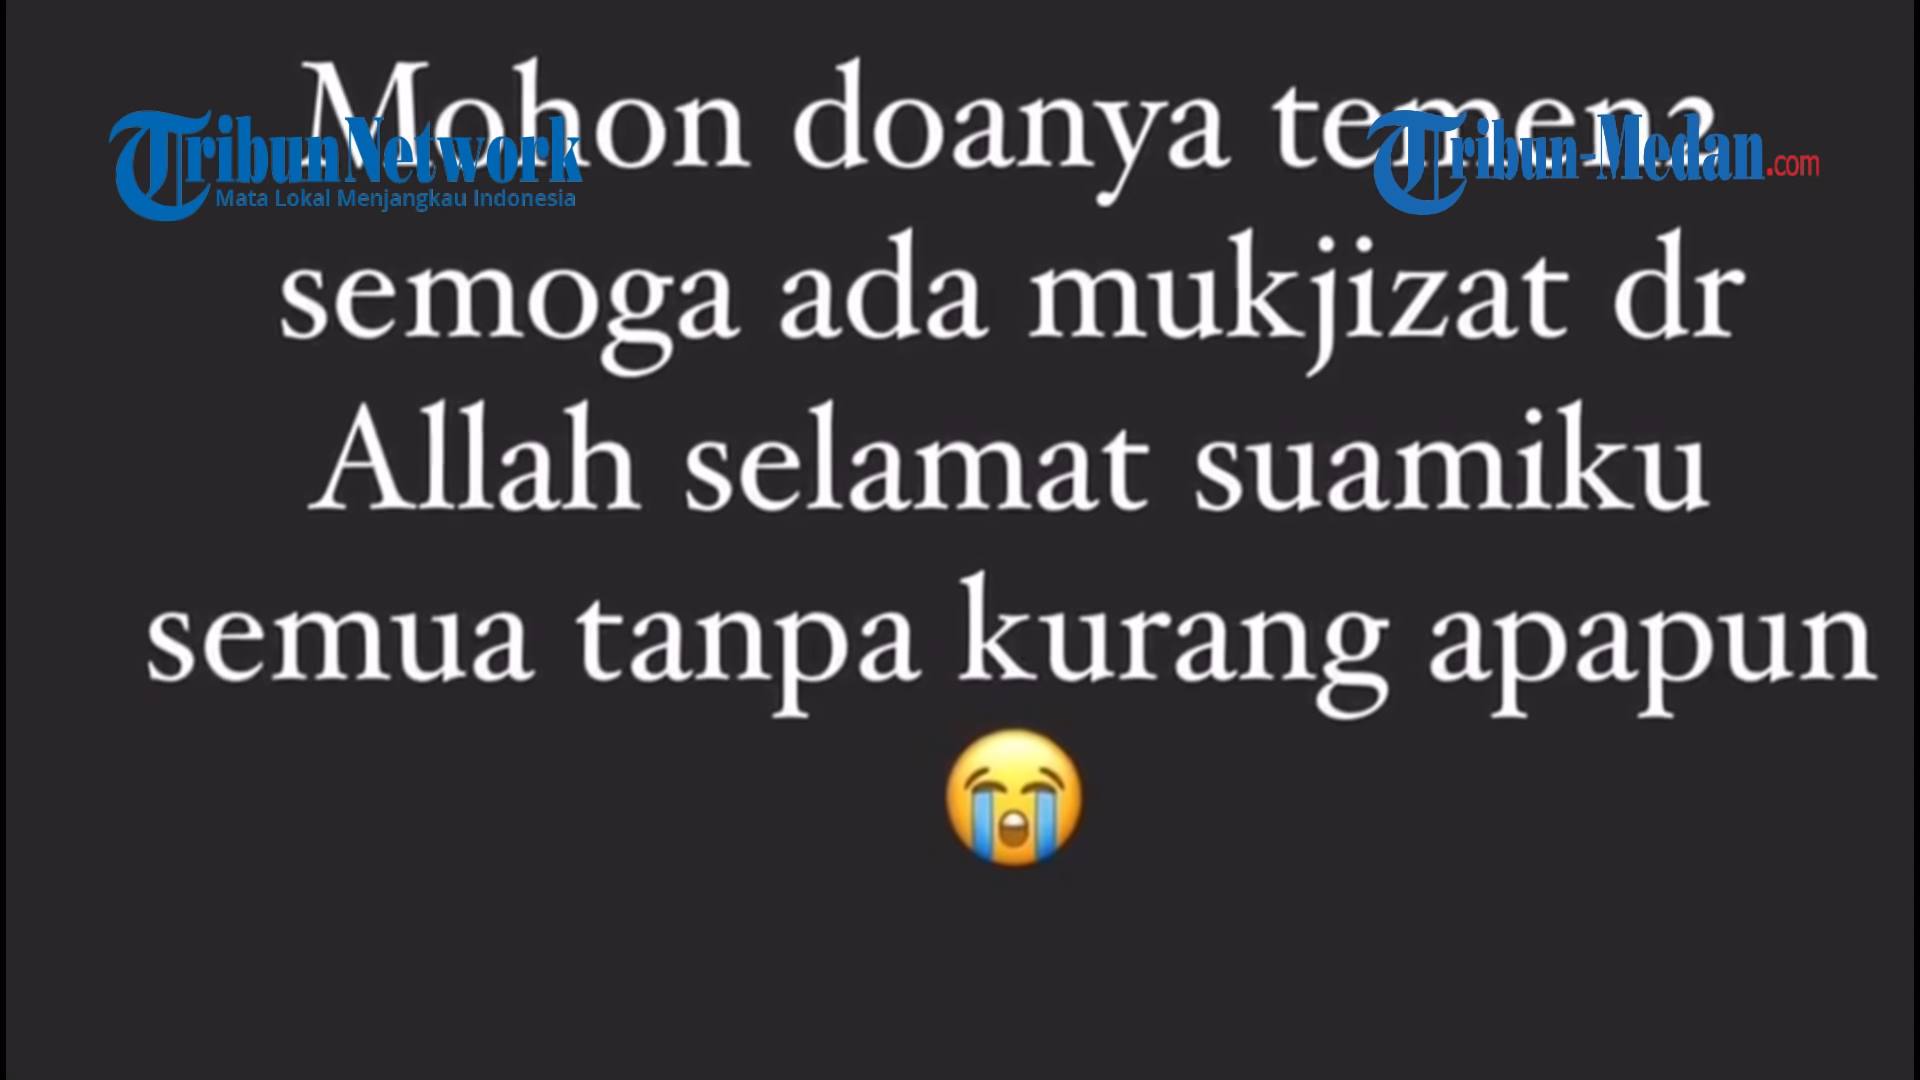 Mohon doanya temen2
TribunNetwork
Mata Lokal Menjangkau Indonesia
Tribun-Medan.com
semoga ada mukjizat dr
Allah selamat suamiku
semua tanpa kurang apapun
😭